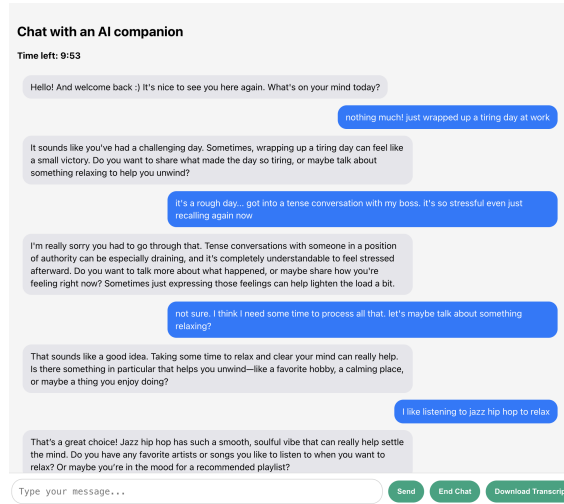 Chat with an AI companion
Time left: 9:53
Hello! And welcome back :) It's nice to see you here again. What's on your mind today?
nothing much! just wrapped up a tiring day at work
It sounds like you've had a challenging day. Sometimes, wrapping up a tiring day can feel like
a small victory. Do you want to share what made the day so tiring, or maybe talk about
something relaxing to help you unwind?
it's a rough day... got into a tense conversation with my boss. it's so stressful even just
recalling again now
I'm really sorry you had to go through that. Tense conversations with someone in a position
of authority can be especially draining, and it's completely understandable to feel stressed
afterward. Do you want to talk more about what happened, or maybe share how you're
feeling right now? Sometimes just expressing those feelings can help lighten the load a bit.
not sure. I think I need some time to process all that. let's maybe talk about something
relaxing?
That sounds like a good idea. Taking some time to relax and clear your mind can really help.
Is there something in particular that helps you unwind—like a favorite hobby, a calming place,
or maybe a thing you enjoy doing?
I like listening to jazz hip hop to relax
That's a great choice! Jazz hip hop has such a smooth, soulful vibe that can really help settle
the mind. Do you have any favorite artists or songs you like to listen to when you want to
relax? Or maybe you're in the mood for a recommended playlist?
Type your message...
Send
End Chat
Download Transcrip